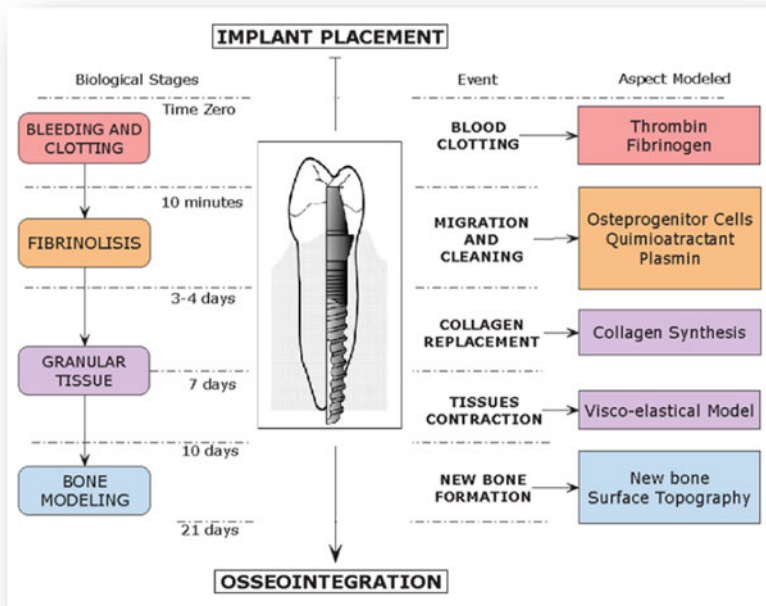 IMPLANT PLACEMENT
Biological Stages
Event
Aspect Modeled
Time Zero
BLEEDING AND
CLOTTING
BLOOD
CLOTTING
Thrombin
Fibrinogen
10 minutes
FIBRINOLISIS
MIGRATION
AND
CLEANING
Osteprogenitor Cells
Quimioatractant
Plasmin
3-4 days
COLLAGEN
REPLACEMENT
Collagen Synthesis
GRANULAR
TISSUE
7 days
TISSUES
CONTRACTION
Visco-elastical Model
10 days
BONE
MODELING
NEW BONE
FORMATION
New bone
Surface Topography
21 days
OSSEOINTEGRATION